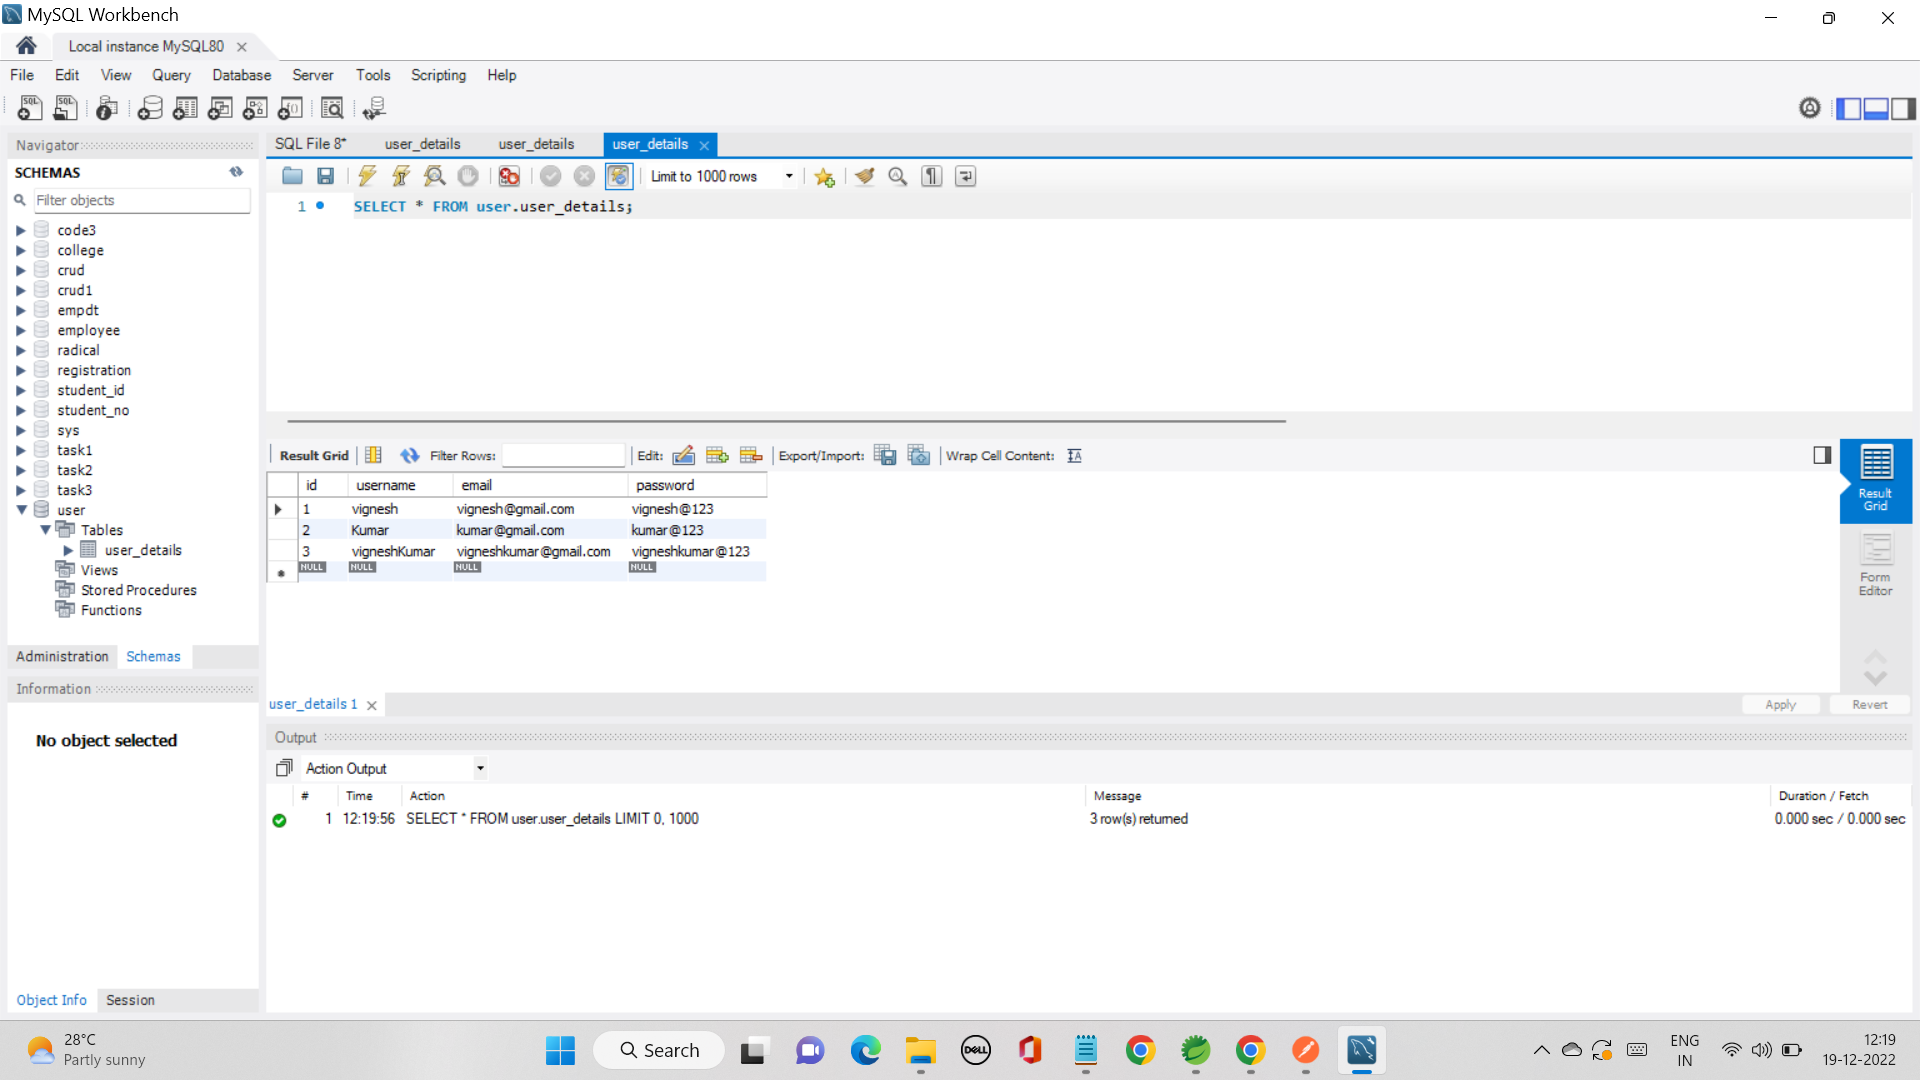 MySQL Workbench
Local instance MySQL80
File Edit View Query Database Server Tools Scripting Help
Navigator
SCHEMAS
Filter objects
code3
college
crud
crud1
empdt
employee
radical
registration
student_id
student_no
sys
task1
task2
task3
user
Tables
user_details
Views
Stored Procedures
Functions
Administration Schemas
Information
No object selected
Object Info Session
SQL File 8* user_details user_details user_details
Limit to 1000 rows
1 SELECT * FROM user.user_details;
Result Grid Filter Rows: Edit: Export/Import: Wrap Cell Content:
id username email password
1 vignesh vignesh@gmail.com vignesh@123
2 Kumar kumar@gmail.com kumar@123
3 vigneshKumar vigneshkumar@gmail.com vigneshkumar@123
NULL NULL NULL NULL
Result
Grid
Form
Editor
user_details 1
Apply Revert
Output
Action Output
# Time Action Message Duration / Fetch
1 12:19:56 SELECT * FROM user.user_details LIMIT 0, 1000 3 row(s) returned 0.000 sec / 0.000 sec
28°C
Partly sunny
Search
DELL
ENG
IN
12:19
19-12-2022